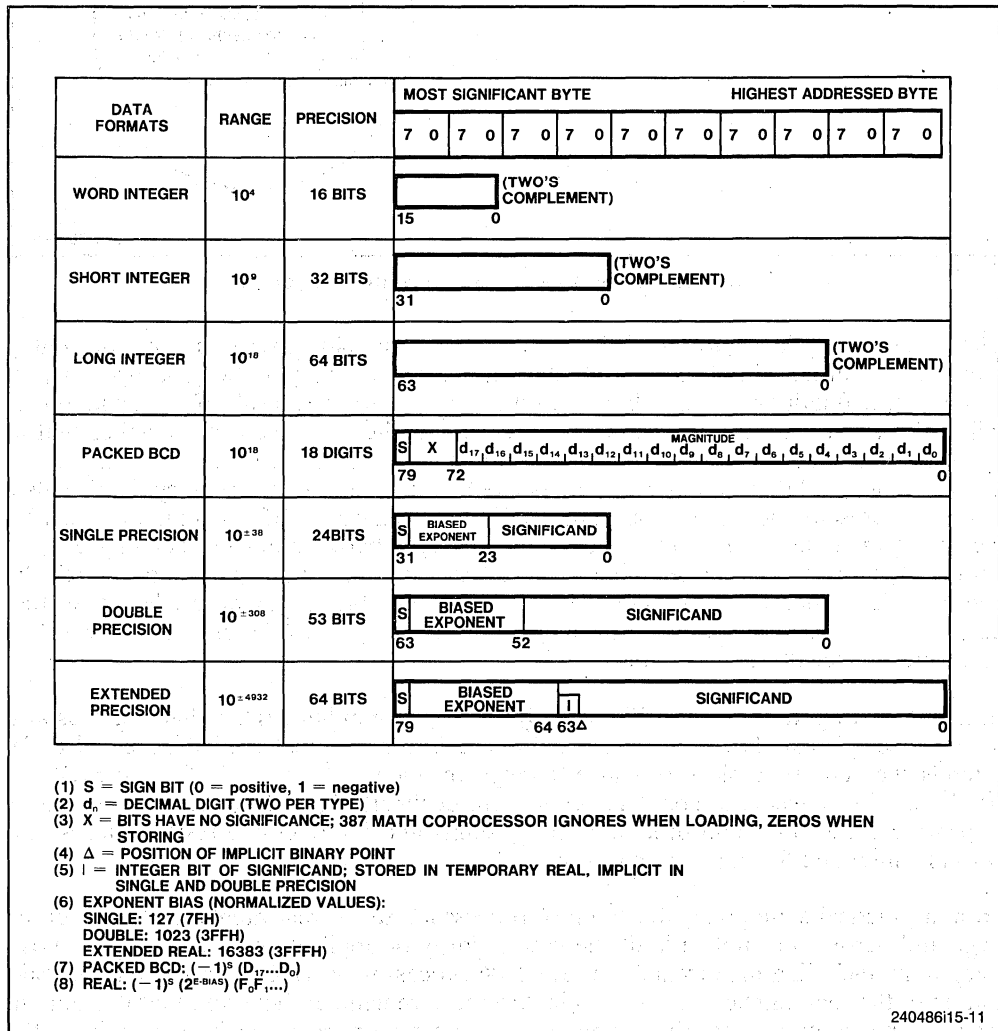 DATA FORMATS RANGE PRECISION MOST SIGNIFICANT BYTE HIGHEST ADDRESSED BYTE
7 0 7 0 7 0 7 0 7 0 7 0 7 0 7 0 7 0 7 0
WORD INTEGER 10⁴ 16 BITS (TWO'S COMPLEMENT)
15 0
SHORT INTEGER 10⁹ 32 BITS (TWO'S COMPLEMENT)
31 0
LONG INTEGER 10¹⁸ 64 BITS (TWO'S COMPLEMENT)
63 0
PACKED BCD 10¹⁸ 18 DIGITS S X MAGNITUDE
d₁₇ d₁₆ d₁₅ d₁₄ d₁₃ d₁₂ d₁₁ d₁₀ d₉ d₈ d₇ d₆ d₅ d₄ d₃ d₂ d₁ d₀
79 72 0
SINGLE PRECISION 10±³⁸ 24BITS S BIASED EXPONENT SIGNIFICAND
31 23 0
DOUBLE PRECISION 10±³⁰⁸ 53 BITS S BIASED EXPONENT SIGNIFICAND
63 52 0
EXTENDED PRECISION 10±⁴⁹³² 64 BITS S BIASED EXPONENT I SIGNIFICAND
79 64 63Δ 0
(1) S = SIGN BIT (0 = positive, 1 = negative)
(2) dₙ = DECIMAL DIGIT (TWO PER TYPE)
(3) X = BITS HAVE NO SIGNIFICANCE; 387 MATH COPROCESSOR IGNORES WHEN LOADING, ZEROS WHEN
STORING
(4) Δ = POSITION OF IMPLICIT BINARY POINT
(5) I = INTEGER BIT OF SIGNIFICAND; STORED IN TEMPORARY REAL, IMPLICIT IN
SINGLE AND DOUBLE PRECISION
(6) EXPONENT BIAS (NORMALIZED VALUES):
SINGLE: 127 (7FH)
DOUBLE: 1023 (3FFH)
EXTENDED REAL: 16383 (3FFFH)
(7) PACKED BCD: (−1)ˢ (D₁₇...D₀)
(8) REAL: (−1)ˢ (2^E-BIAS) (F₀F₁...)
240486i15-11